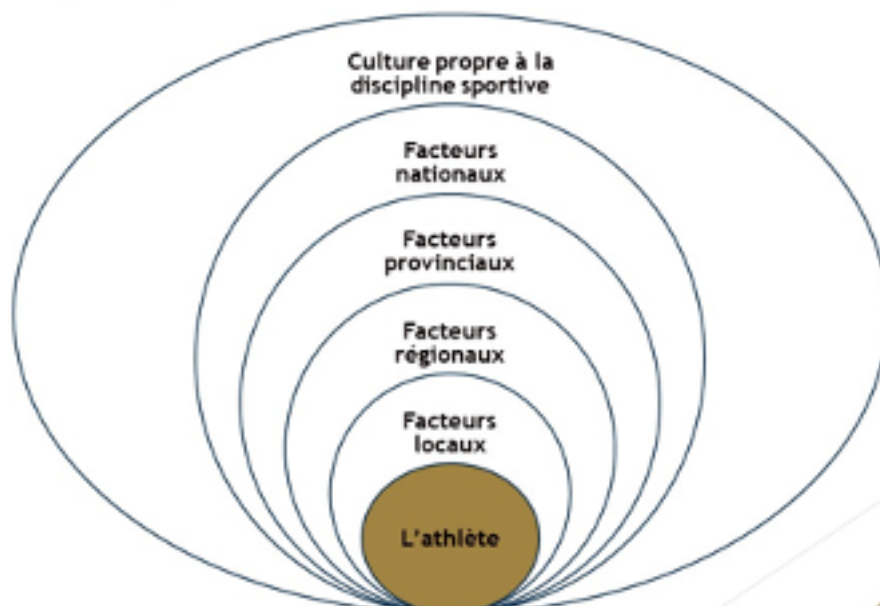 Culture propre à la
discipline sportive
Facteurs
nationaux
Facteurs
provinciaux
Facteurs
régionaux
Facteurs
locaux
L'athlète